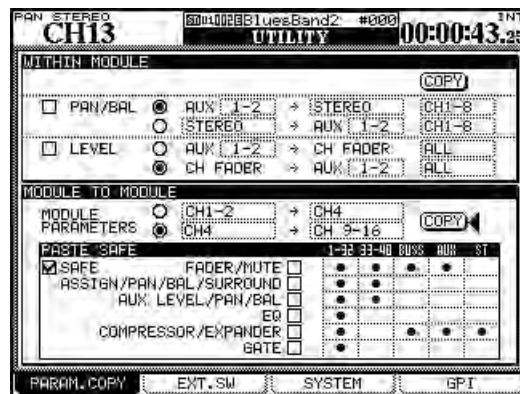 PAN STEREO BluesBand2 #000 INT
CH13 UTILITY 00:00:43.
WITHIN MODULE
COPY
PAN/BAL AUX 1-2 → STEREO CH1-8
STEREO → AUX 1-2 CH1-8
LEVEL AUX 1-2 → CH FADER ALL
CH FADER → AUX 1-2 ALL
MODULE TO MODULE
MODULE PARAMETERS CH1-2 → CH4 COPY
CH4 → CH 9-16
PASTE SAFE 1-32 33-40 BUSS AUX ST
SAFE FADER/MUTE
ASSIGN/PAN/BAL/SURROUND
AUX LEVEL/PAN/BAL
EQ
COMPRESSOR/EXPANDER
GATE
PARAM.COPY EXT.SW SYSTEM GPI